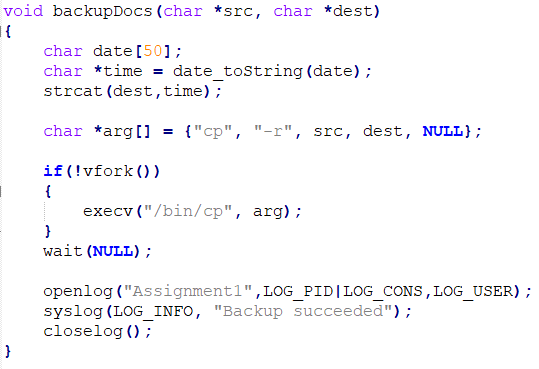 void backupDocs(char *src, char *dest)
{
    char date[50];
    char *time = date_toString(date);
    strcat(dest,time);

    char *arg[] = {"cp", "-r", src, dest, NULL};

    if(!vfork())
    {
        execv("/bin/cp", arg);
    }
    wait(NULL);

    openlog("Assignment1",LOG_PID|LOG_CONS,LOG_USER);
    syslog(LOG_INFO, "Backup succeeded");
    closelog();
}